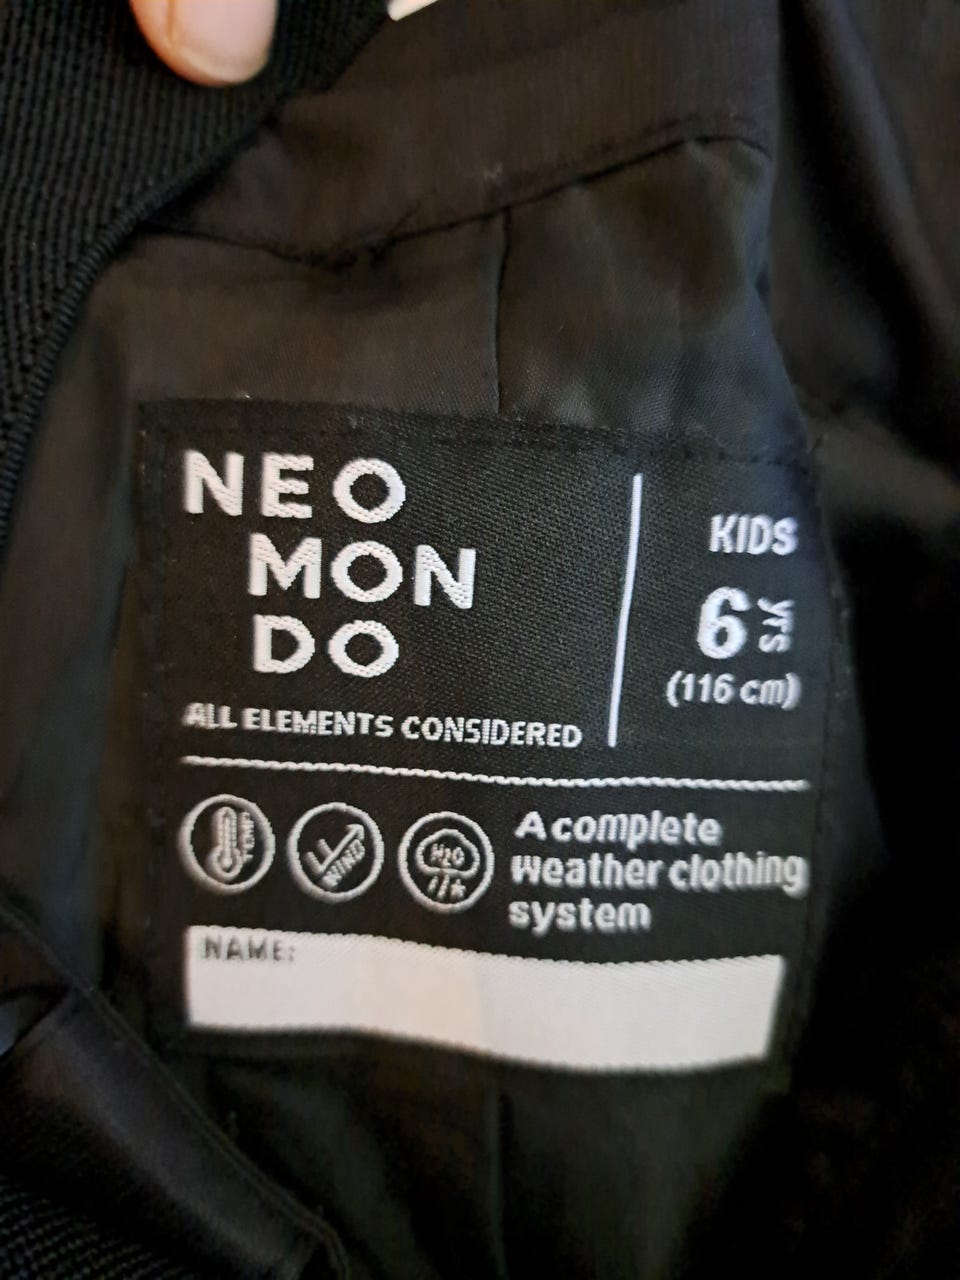 NEO
MON
DO
ALL ELEMENTS CONSIDERED
KIDS
6 yrs
(116 cm)
TEMP
WIND
H2O
A complete
weather clothing
system
NAME: